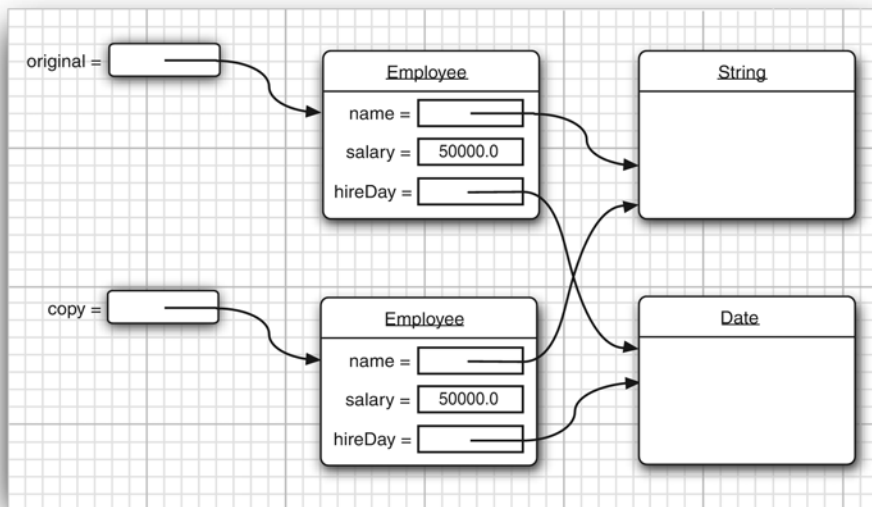 original =
Employee
name =
salary = 50000.0
hireDay =
String
copy =
Employee
name =
salary = 50000.0
hireDay =
Date